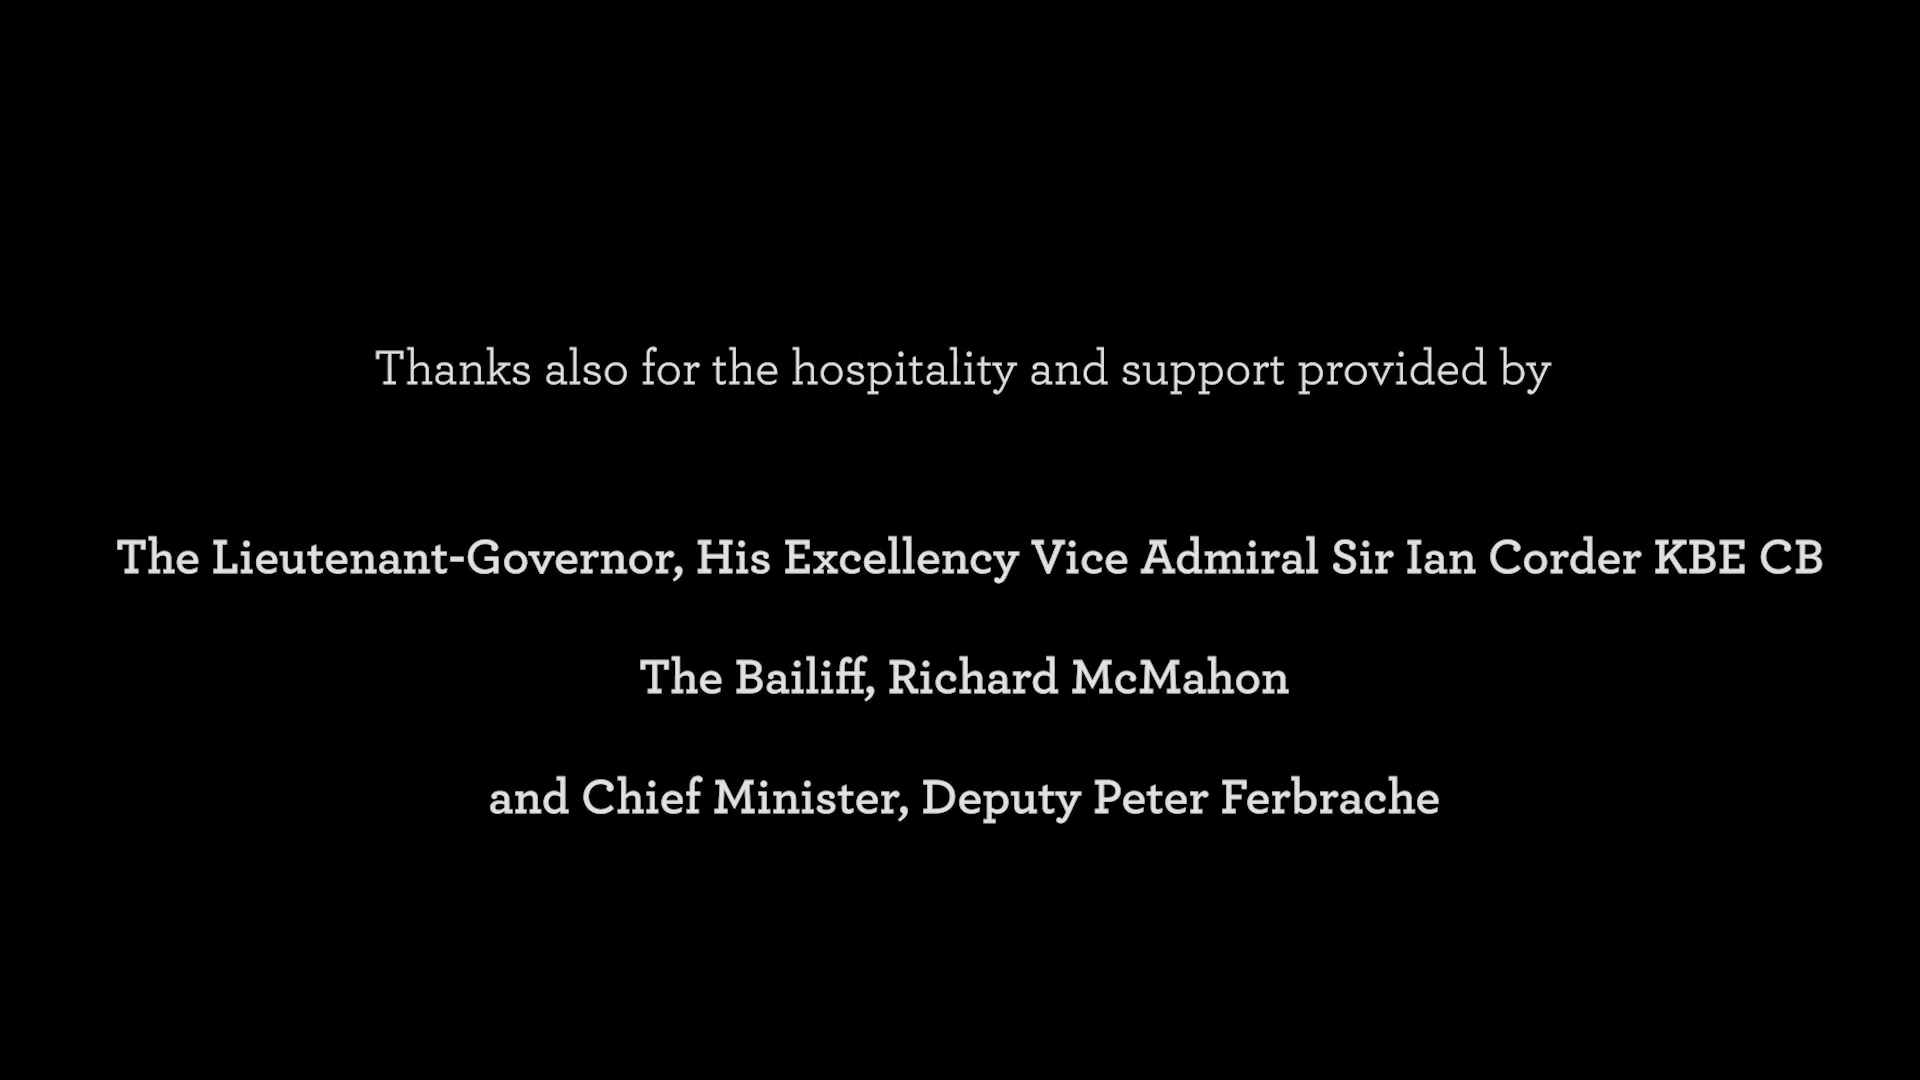 Thanks also for the hospitality and support provided by
The Lieutenant-Governor, His Excellency Vice Admiral Sir Ian Corder KBE CB
The Bailiff, Richard McMahon
and Chief Minister, Deputy Peter Ferbrache